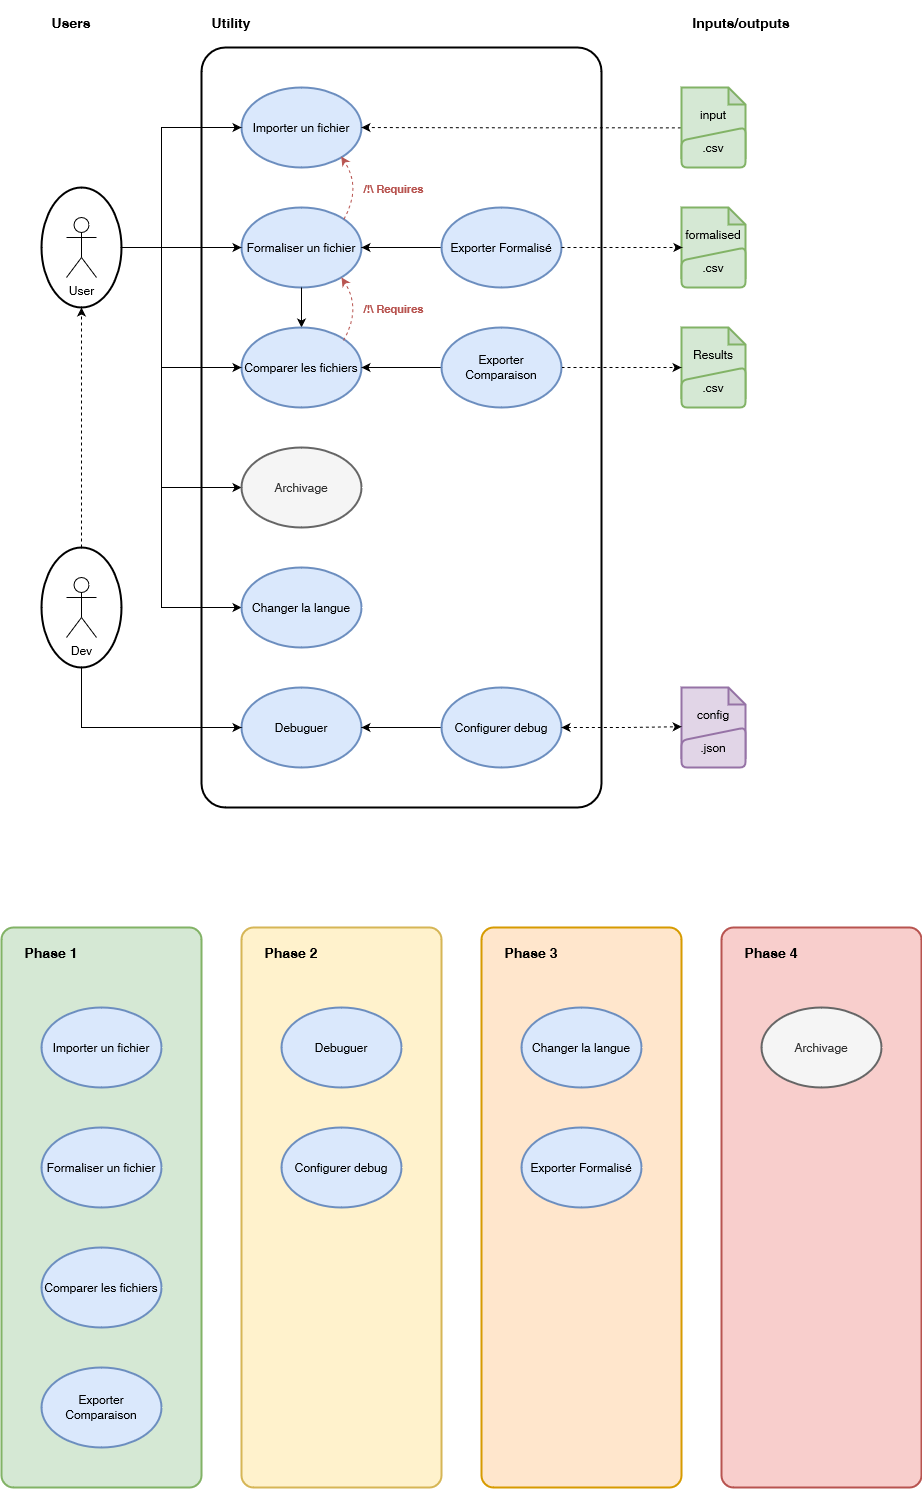 Users
Utility
Inputs/outputs
Importer un fichier
input
.csv
/!\ Requires
User
Formaliser un fichier
Exporter Formalisé
formalised
.csv
/!\ Requires
Comparer les fichiers
Exporter
Comparaison
Results
.csv
Archivage
Dev
Changer la langue
Debuguer
Configurer debug
config
.json
Phase 1
Importer un fichier
Formaliser un fichier
Comparer les fichiers
Exporter
Comparaison
Phase 2
Debuguer
Configurer debug
Phase 3
Changer la langue
Exporter Formalisé
Phase 4
Archivage